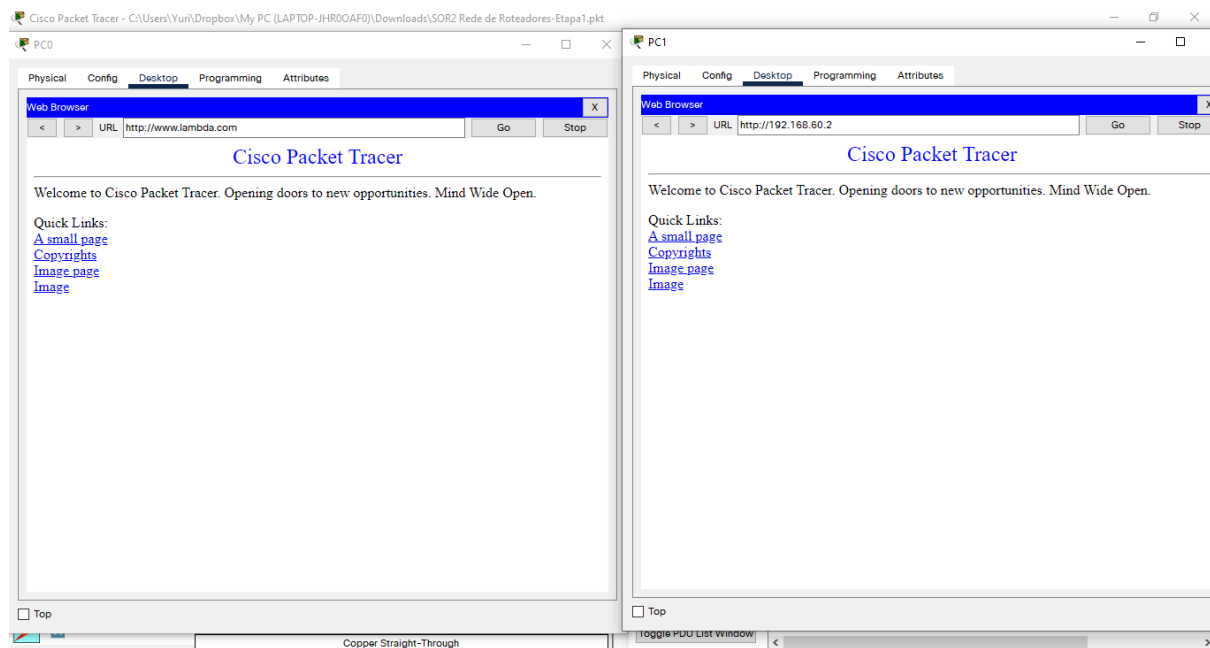 Cisco Packet Tracer - C:\Users\Yuri\Dropbox\My PC (LAPTOP-JHR0OAF0)\Downloads\SOR2 Rede de Roteadores-Etapa1.pkt
PC0
Physical Config Desktop Programming Attributes
Web Browser X
< > URL http://www.lambda.com Go Stop
Cisco Packet Tracer
Welcome to Cisco Packet Tracer. Opening doors to new opportunities. Mind Wide Open.
Quick Links:
A small page
Copyrights
Image page
Image
Top
Copper Straight-Through
PC1
Physical Config Desktop Programming Attributes
Web Browser X
< > URL http://192.168.60.2 Go Stop
Cisco Packet Tracer
Welcome to Cisco Packet Tracer. Opening doors to new opportunities. Mind Wide Open.
Quick Links:
A small page
Copyrights
Image page
Image
Top
Toggle PDU List Window